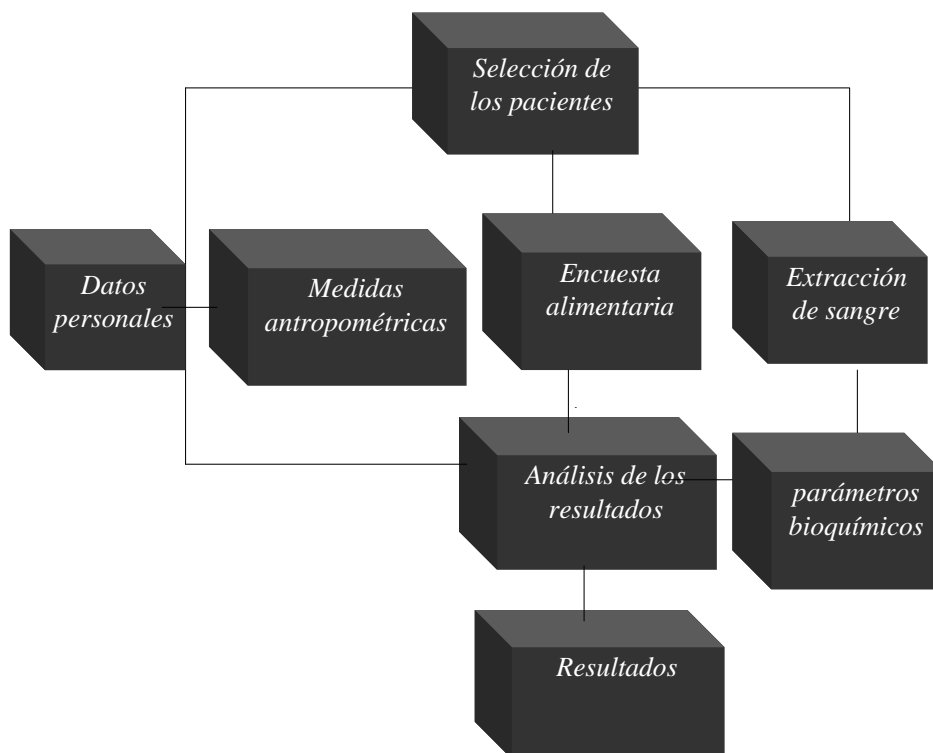 Selección de
los pacientes
Datos
personales
Medidas
antropométricas
Encuesta
alimentaria
Extracción
de sangre
Análisis de los
resultados
parámetros
bioquímicos
Resultados